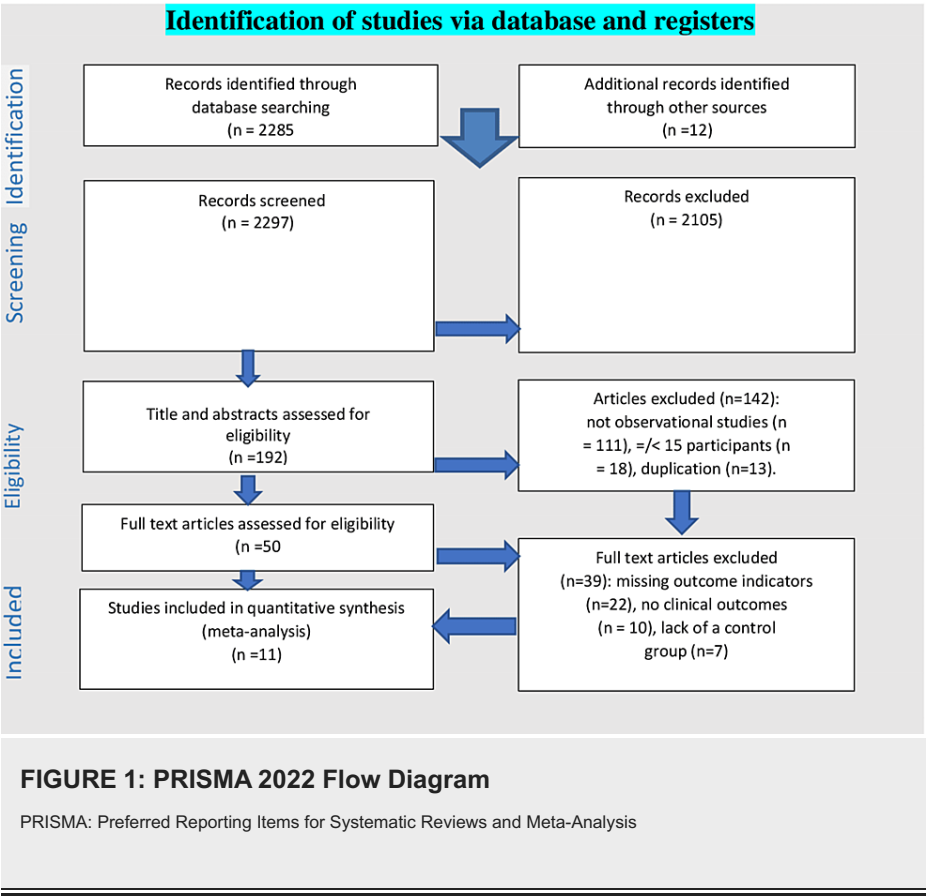 Identification of studies via database and registers
Identification
Records identified through
database searching
(n = 2285
Additional records identified
through other sources
(n =12)
Screening
Records screened
(n = 2297)
Records excluded
(n = 2105)
Eligibility
Title and abstracts assessed for
eligibility
(n =192)
Articles excluded (n=142):
not observational studies (n
= 111), =/< 15 participants (n
= 18), duplication (n=13).
Full text articles assessed for eligibility
(n =50
Full text articles excluded
(n=39): missing outcome indicators
(n=22), no clinical outcomes
(n = 10), lack of a control
group (n=7)
Included
Studies included in quantitative synthesis
(meta-analysis)
(n =11)
FIGURE 1: PRISMA 2022 Flow Diagram
PRISMA: Preferred Reporting Items for Systematic Reviews and Meta-Analysis